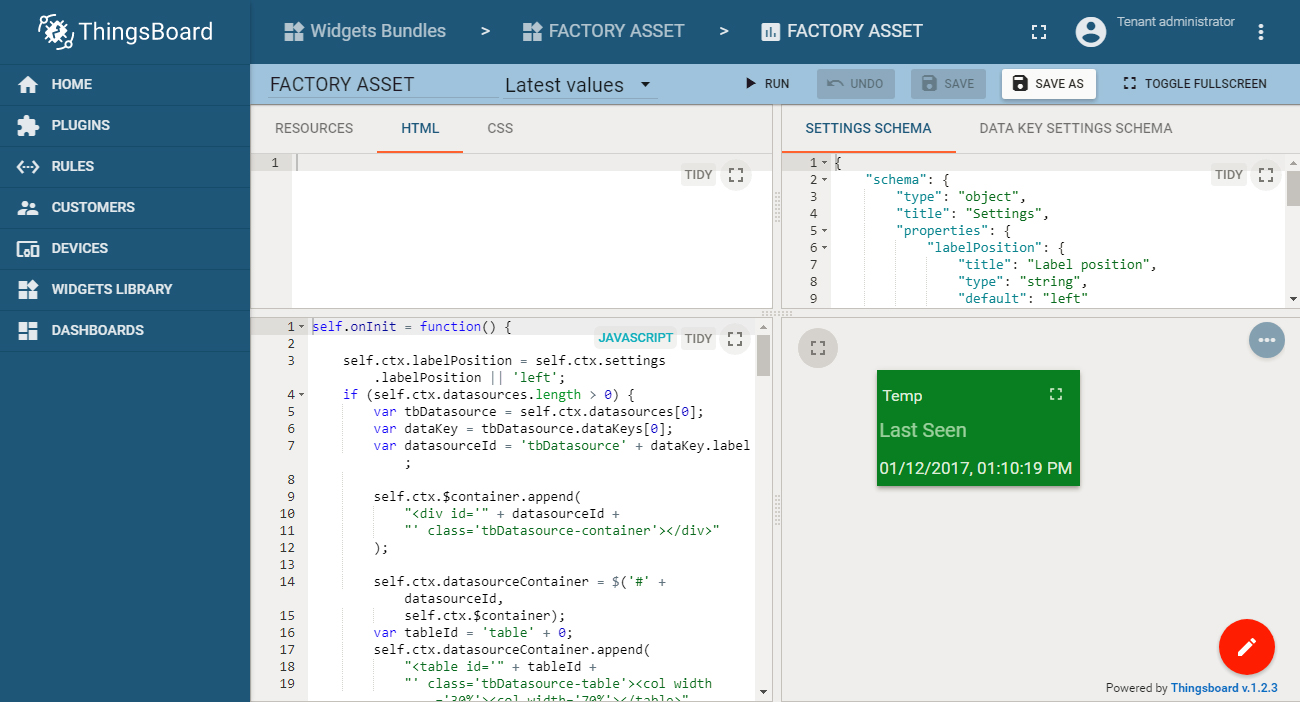 ThingsBoard
Widgets Bundles > FACTORY ASSET > FACTORY ASSET
Tenant administrator
HOME
PLUGINS
RULES
CUSTOMERS
DEVICES
WIDGETS LIBRARY
DASHBOARDS
FACTORY ASSET Latest values RUN UNDO SAVE SAVE AS TOGGLE FULLSCREEN
RESOURCES HTML CSS
1
TIDY
SETTINGS SCHEMA DATA KEY SETTINGS SCHEMA
TIDY
1 {
2 "schema": {
3 "type": "object",
4 "title": "Settings",
5 "properties": {
6 "labelPosition": {
7 "title": "Label position",
8 "type": "string",
9 "default": "left"
JAVASCRIPT TIDY
1 self.onInit = function() {
2
3 self.ctx.labelPosition = self.ctx.settings
.labelPosition || 'left';
4 if (self.ctx.datasources.length > 0) {
5 var tbDatasource = self.ctx.datasources[0];
6 var dataKey = tbDatasource.dataKeys[0];
7 var datasourceId = 'tbDatasource' + dataKey.label
;
8
9 self.ctx.$container.append(
10 "<div id='" + datasourceId +
11 "' class='tbDatasource-container'></div>"
12 );
13
14 self.ctx.datasourceContainer = $('#' +
datasourceId,
15 self.ctx.$container);
16 var tableId = 'table' + 0;
17 self.ctx.datasourceContainer.append(
18 "<table id='" + tableId +
19 "' class='tbDatasource-table'><col width
='30%'><col width='70%'></table>"
Temp
Last Seen
01/12/2017, 01:10:19 PM
Powered by Thingsboard v.1.2.3